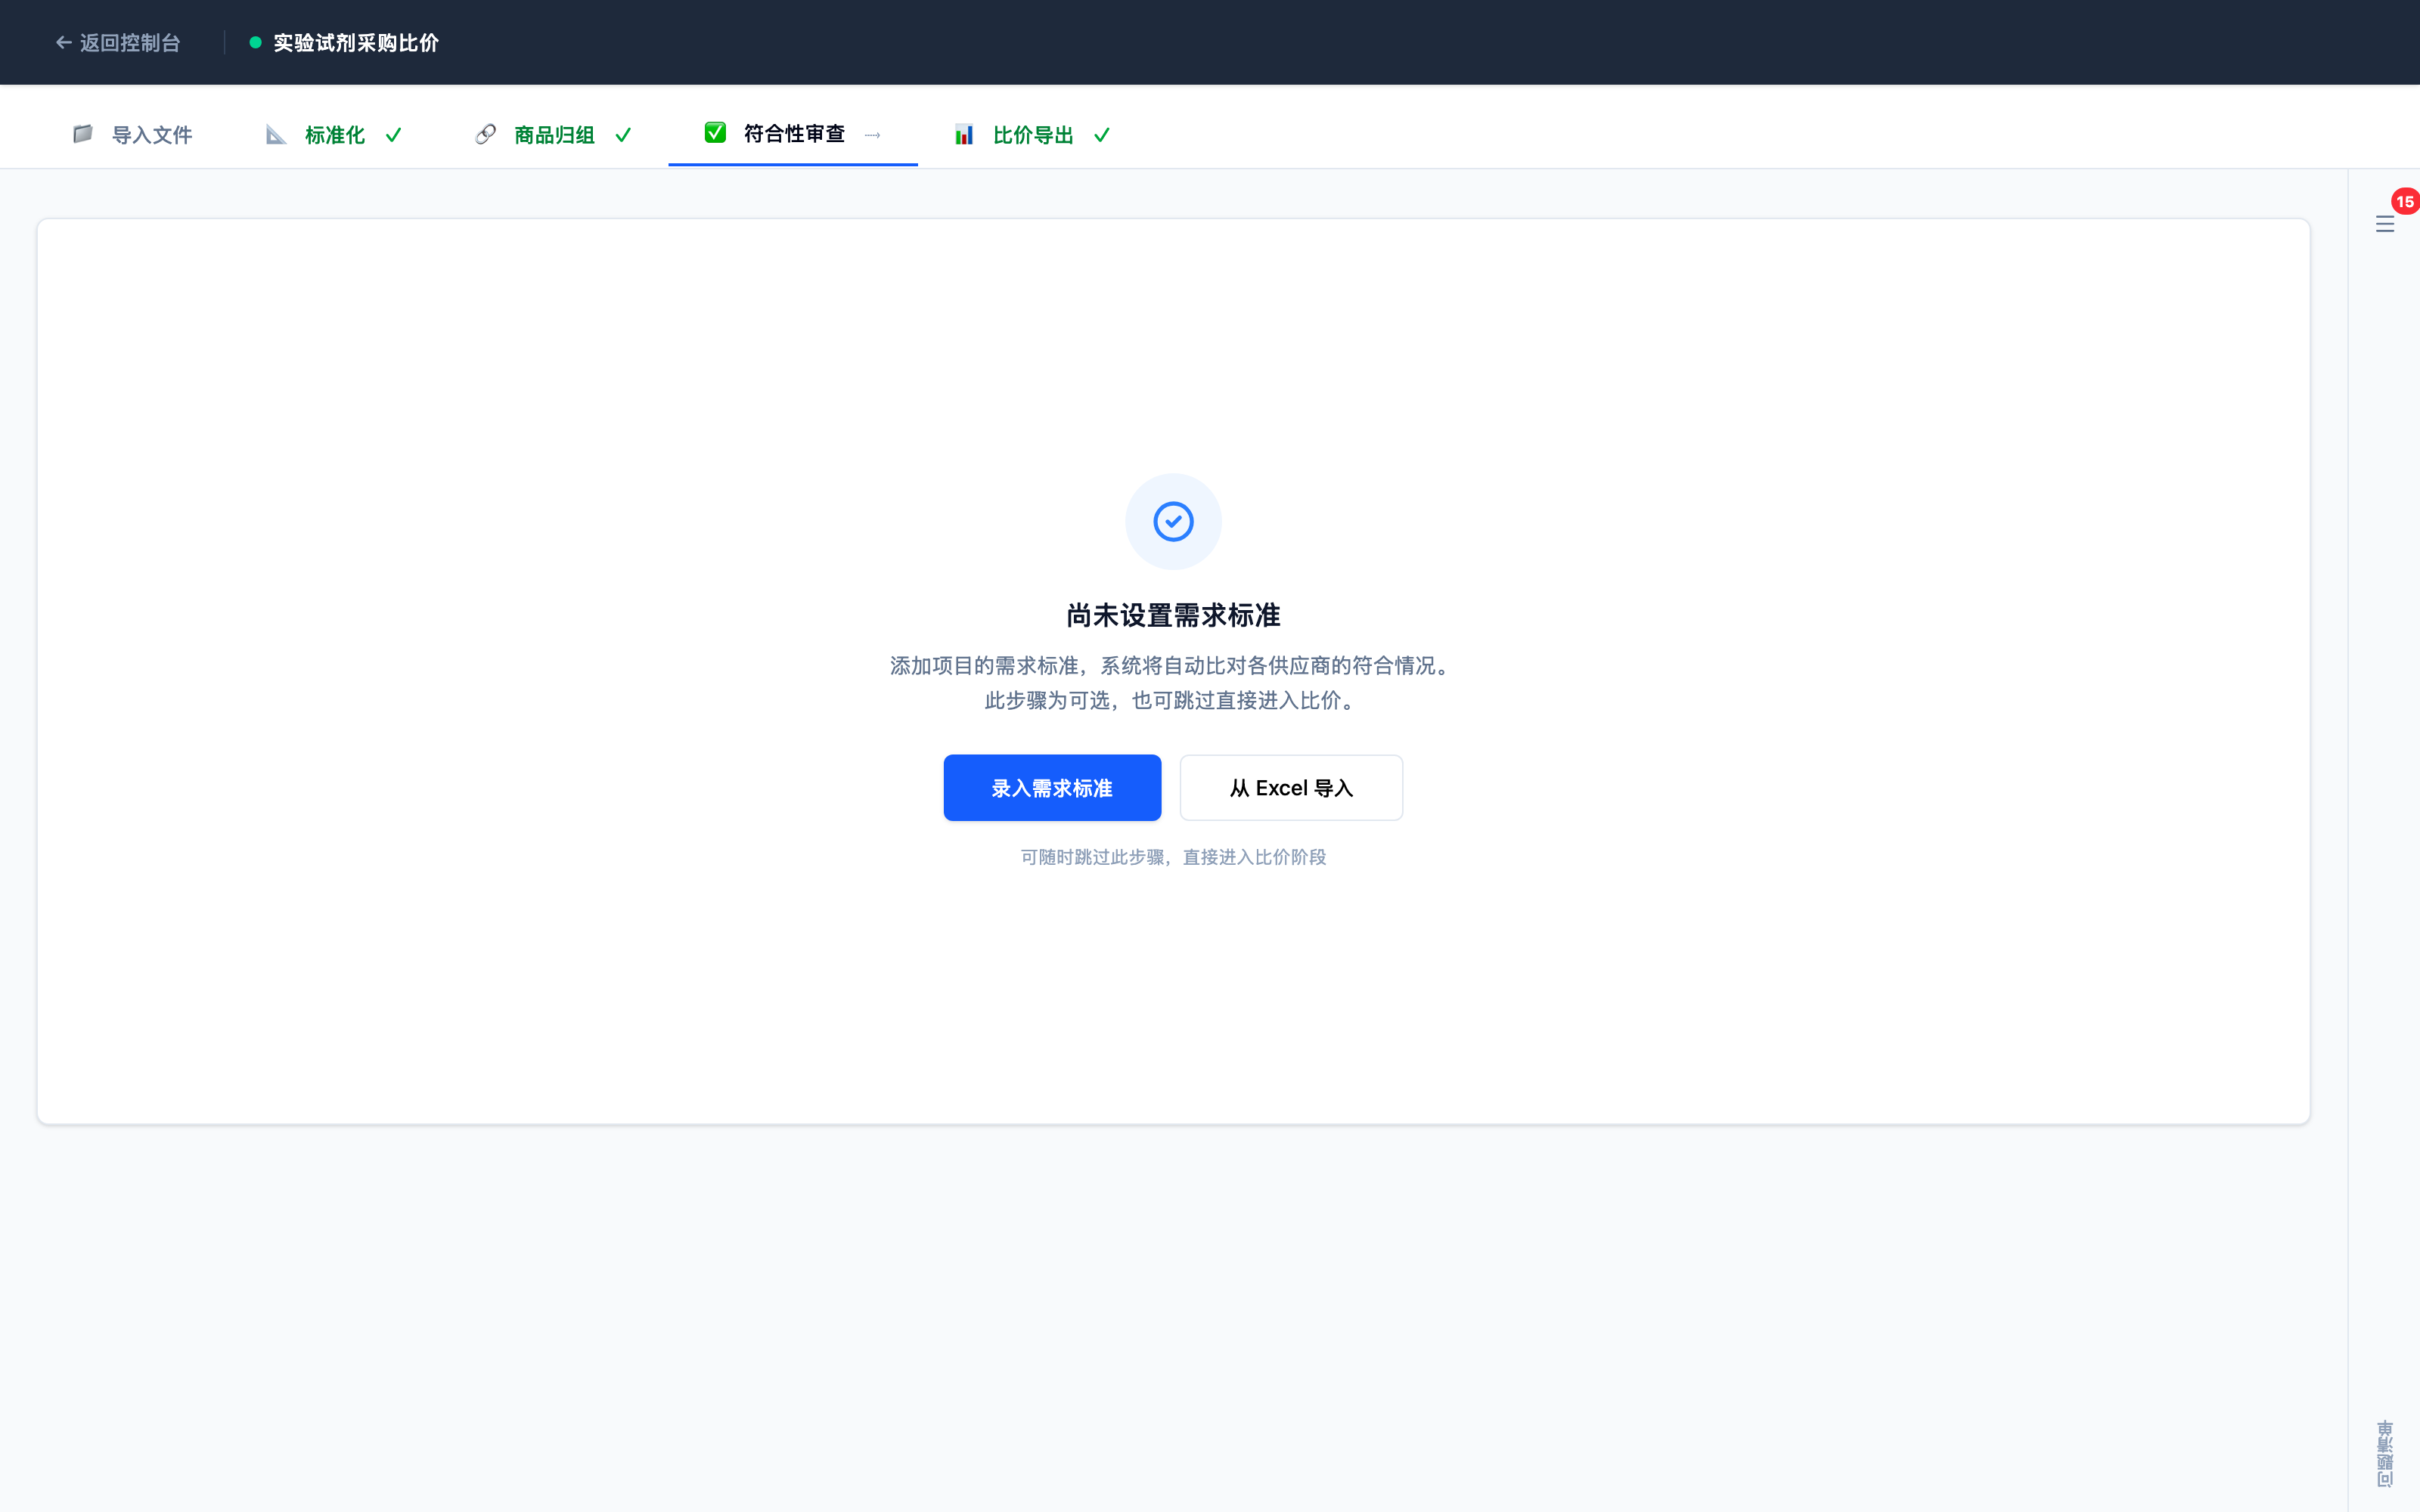 返回控制台
实验试剂采购比价
导入文件
标准化
商品归组
符合性审查
比价导出
15
尚未设置需求标准
添加项目的需求标准，系统将自动比对各供应商的符合情况。
此步骤为可选，也可跳过直接进入比价。
录入需求标准
从 Excel 导入
可随时跳过此步骤，直接进入比价阶段
问题清单